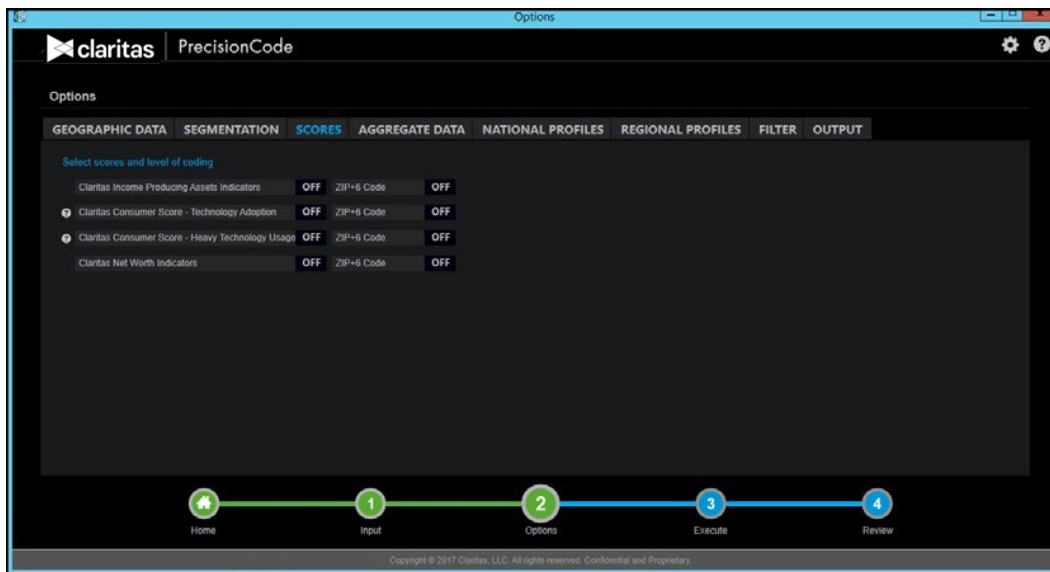 Options
claritas PrecisionCode
Options
GEOGRAPHIC DATA SEGMENTATION SCORES AGGREGATE DATA NATIONAL PROFILES REGIONAL PROFILES FILTER OUTPUT
Select scores and level of coding
Claritas Income Producing Assets Indicators OFF ZIP+6 Code OFF
? Claritas Consumer Score - Technology Adoption OFF ZIP+6 Code OFF
? Claritas Consumer Score - Heavy Technology Usage OFF ZIP+6 Code OFF
Claritas Net Worth Indicators OFF ZIP+6 Code OFF
1 2 3 4
Home Input Options Execute Review
Copyright © 2017 Claritas, LLC. All rights reserved. Confidential and Proprietary.